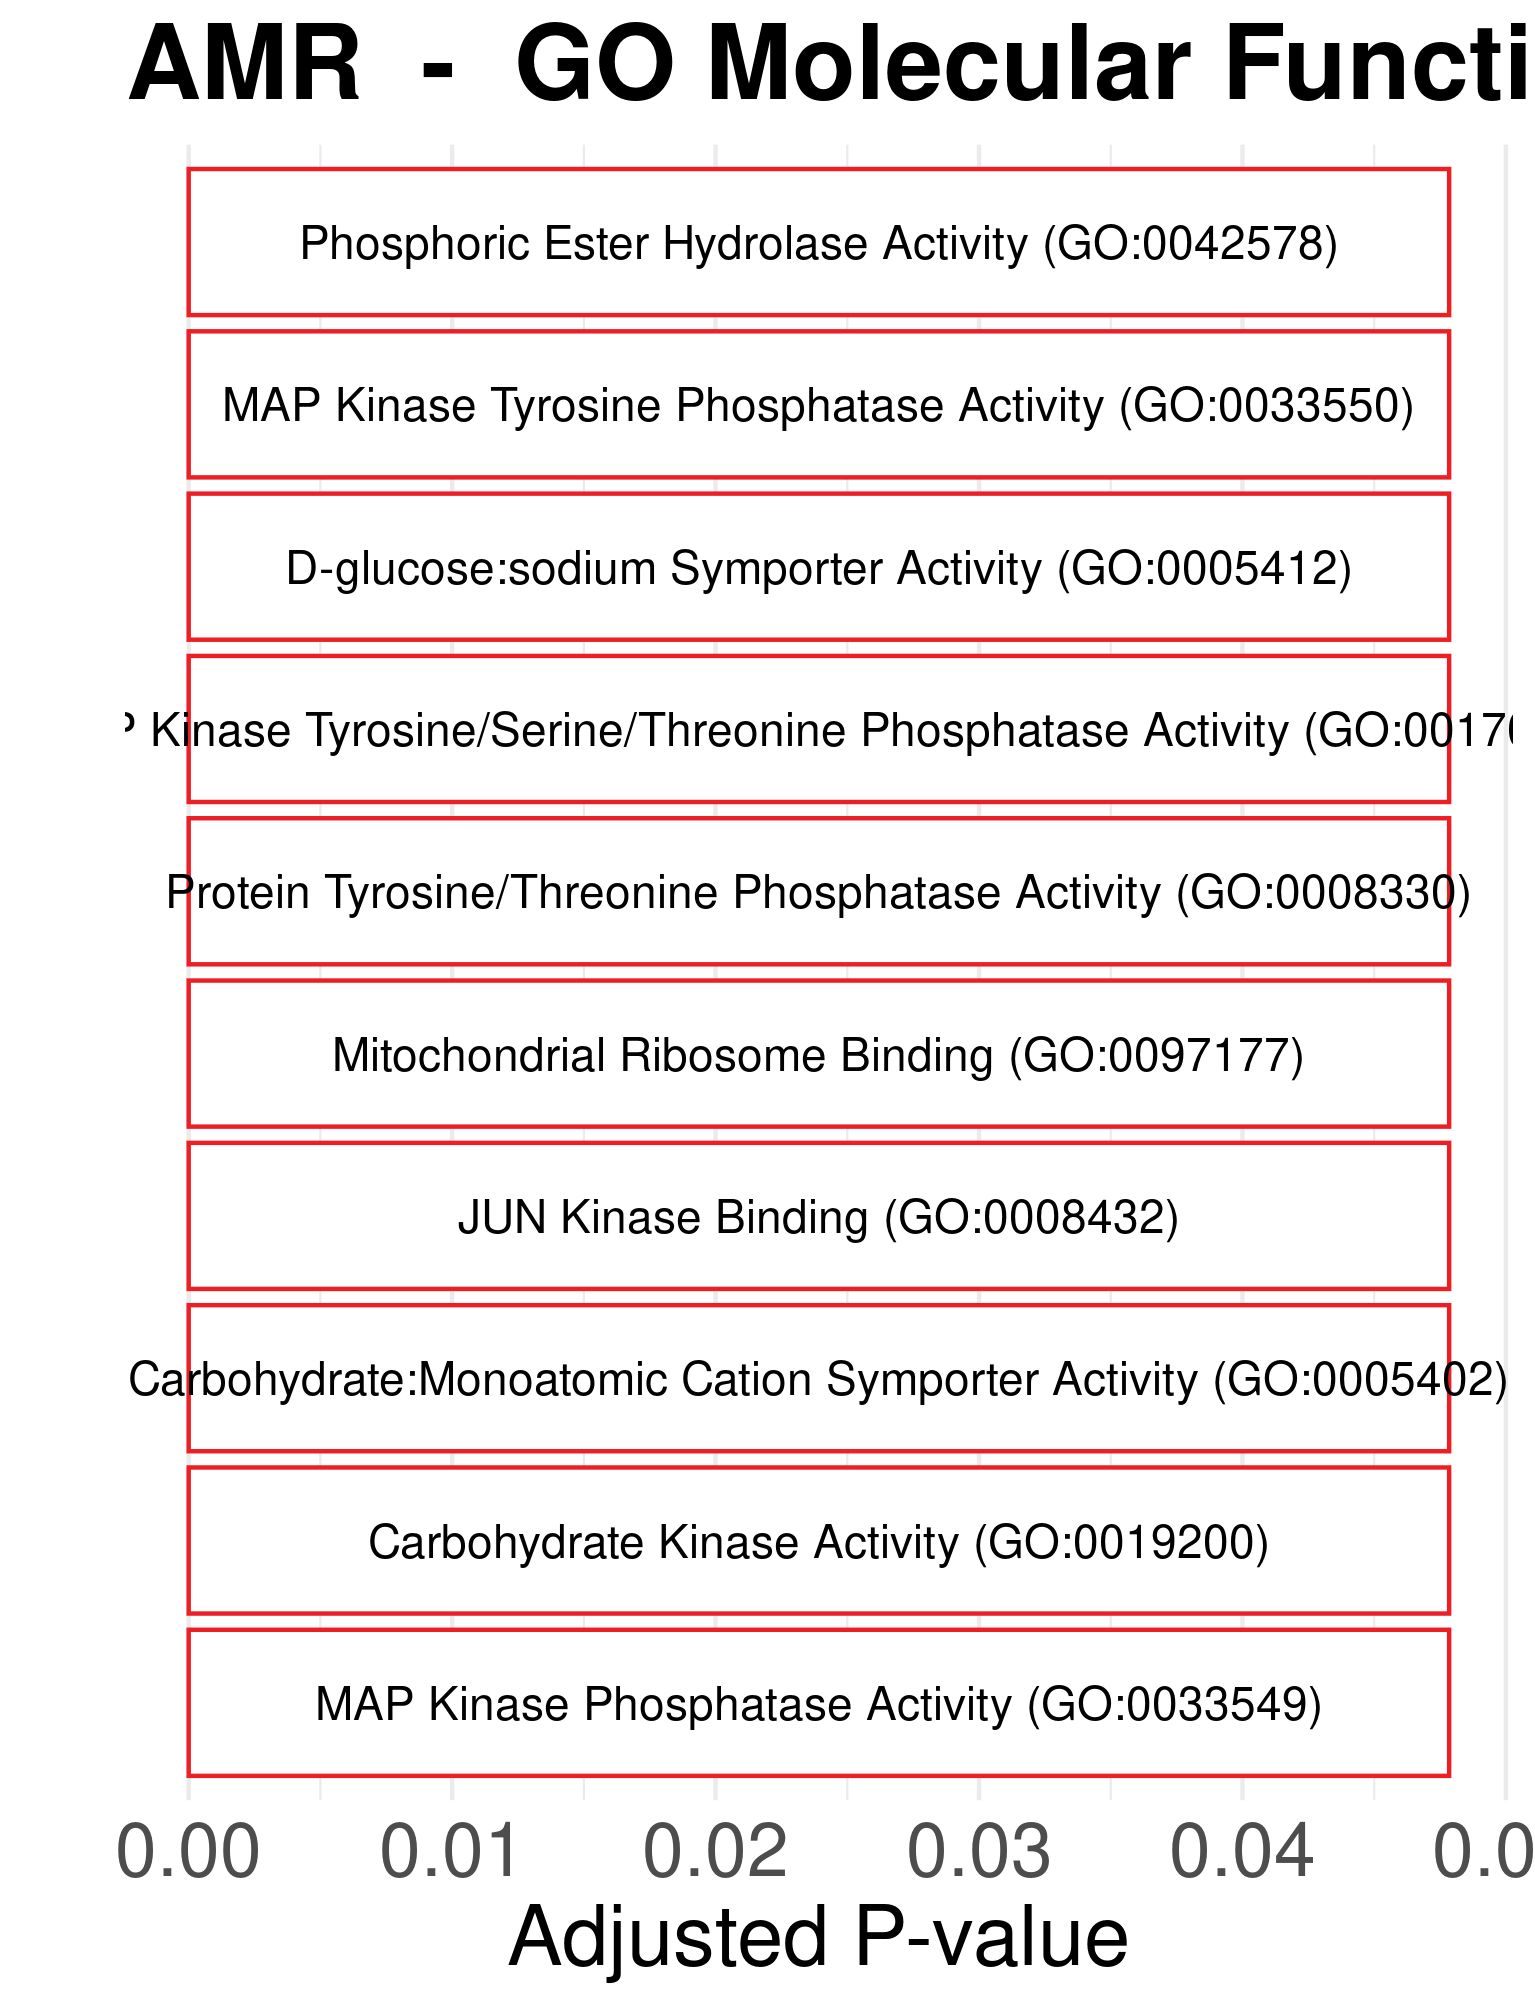 AMR - GO Molecular Functi
Phosphoric Ester Hydrolase Activity (GO:0042578)
MAP Kinase Tyrosine Phosphatase Activity (GO:0033550)
D-glucose:sodium Symporter Activity (GO:0005412)
Kinase Tyrosine/Serine/Threonine Phosphatase Activity (GO:0017
Protein Tyrosine/Threonine Phosphatase Activity (GO:0008330)
Mitochondrial Ribosome Binding (GO:0097177)
JUN Kinase Binding (GO:0008432)
Carbohydrate:Monoatomic Cation Symporter Activity (GO:0005402)
Carbohydrate Kinase Activity (GO:0019200)
MAP Kinase Phosphatase Activity (GO:0033549)
0.00 0.01 0.02 0.03 0.04 0.0
Adjusted P-value